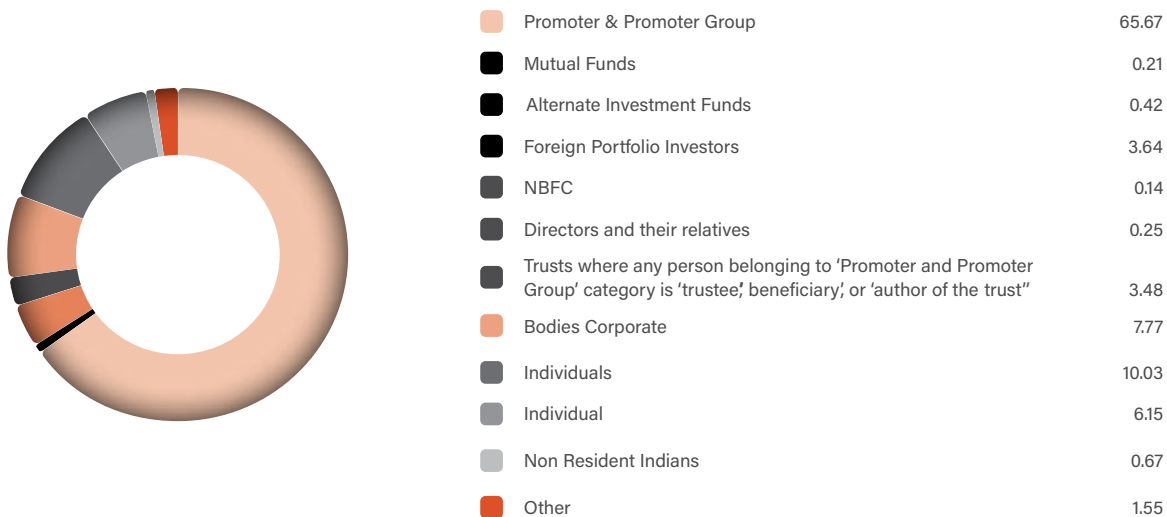 Promoter & Promoter Group 65.67
Mutual Funds 0.21
Alternate Investment Funds 0.42
Foreign Portfolio Investors 3.64
NBFC 0.14
Directors and their relatives 0.25
Trusts where any person belonging to ‘Promoter and Promoter
Group’ category is ‘trustee’, beneficiary’, or ‘author of the trust” 3.48
Bodies Corporate 7.77
Individuals 10.03
Individual 6.15
Non Resident Indians 0.67
Other 1.55